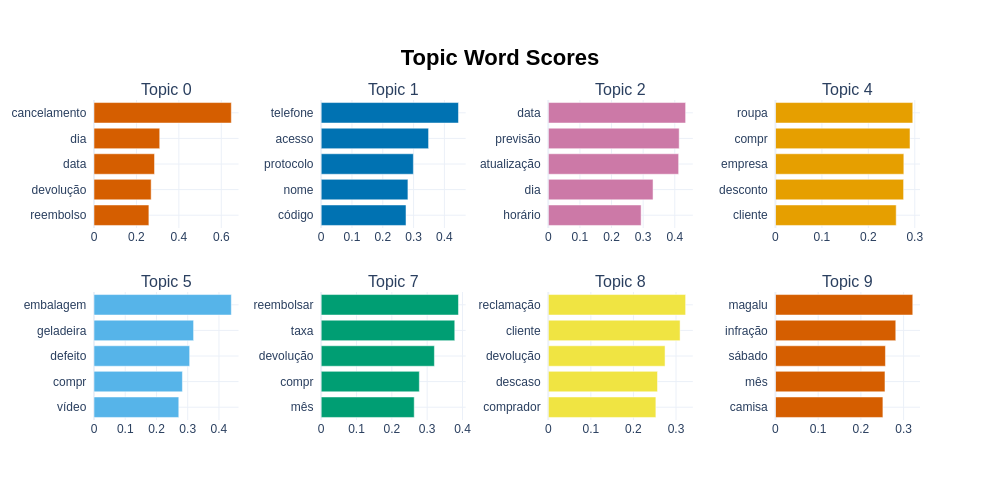 Topic Word Scores
Topic 0
cancelamento
dia
data
devolução
reembolso
0 0.2 0.4 0.6
Topic 1
telefone
acesso
protocolo
nome
código
0 0.1 0.2 0.3 0.4
Topic 2
data
previsão
atualização
dia
horário
0 0.1 0.2 0.3 0.4
Topic 4
roupa
compr
empresa
desconto
cliente
0 0.1 0.2 0.3
Topic 5
embalagem
geladeira
defeito
compr
vídeo
0 0.1 0.2 0.3 0.4
Topic 7
reembolsar
taxa
devolução
compr
mês
0 0.1 0.2 0.3 0.4
Topic 8
reclamação
cliente
devolução
descaso
comprador
0 0.1 0.2 0.3
Topic 9
magalu
infração
sábado
mês
camisa
0 0.1 0.2 0.3